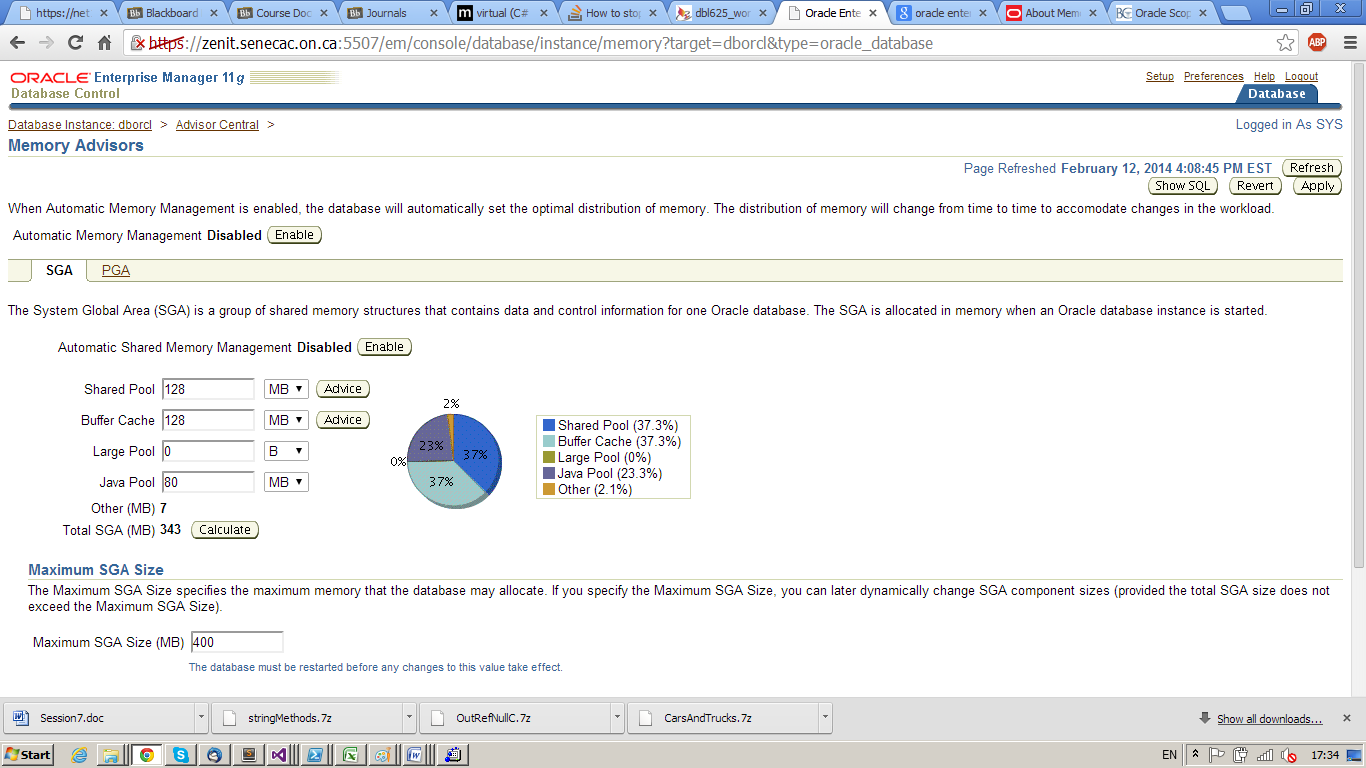 https://net
Blackboard
Course Doc
Journals
virtual (C#
How to stop
dbl625_wor
Oracle Ente
oracle enter
About Mem
Oracle Scop
https://zenit.senecac.on.ca:5507/em/console/database/instance/memory?target=dborcl&type=oracle_database
ABP
ORACLE Enterprise Manager 11g
Database Control
Setup Preferences Help Logout
Database
Database Instance: dborcl > Advisor Central >
Logged in As SYS
Memory Advisors
Page Refreshed February 12, 2014 4:08:45 PM EST Refresh
Show SQL Revert Apply
When Automatic Memory Management is enabled, the database will automatically set the optimal distribution of memory. The distribution of memory will change from time to time to accomodate changes in the workload.
Automatic Memory Management Disabled Enable
SGA PGA
The System Global Area (SGA) is a group of shared memory structures that contains data and control information for one Oracle database. The SGA is allocated in memory when an Oracle database instance is started.
Automatic Shared Memory Management Disabled Enable
Shared Pool 128 MB Advice
Buffer Cache 128 MB Advice
Large Pool 0 B
Java Pool 80 MB
Other (MB) 7
Total SGA (MB) 343 Calculate
2%
23%
37%
0%
37%
Shared Pool (37.3%)
Buffer Cache (37.3%)
Large Pool (0%)
Java Pool (23.3%)
Other (2.1%)
Maximum SGA Size
The Maximum SGA Size specifies the maximum memory that the database may allocate. If you specify the Maximum SGA Size, you can later dynamically change SGA component sizes (provided the total SGA size does not
exceed the Maximum SGA Size).
Maximum SGA Size (MB) 400
The database must be restarted before any changes to this value take effect.
Session7.doc
stringMethods.7z
OutRefNullC.7z
CarsAndTrucks.7z
Show all downloads...
Start
EN
17:34